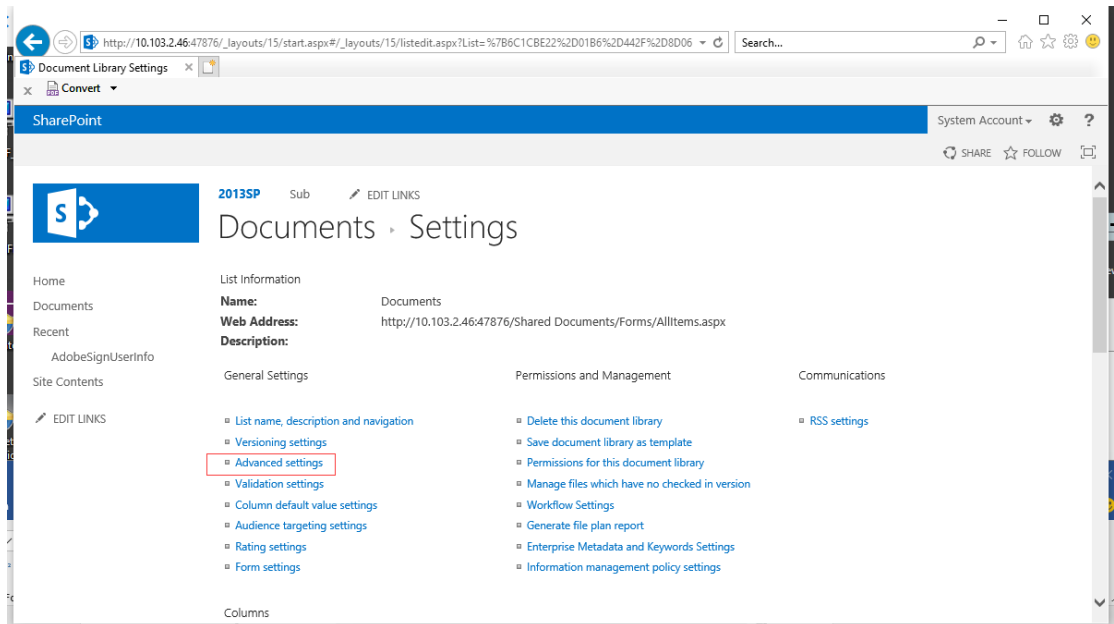 http://10.103.2.46:47876/_layouts/15/start.aspx#/_layouts/15/listedit.aspx?List=%7B6C1CBE22%2D01B6%2D442F%2D8D06
Search...
Document Library Settings
x Convert
SharePoint
System Account
?
SHARE FOLLOW
S
2013SP Sub EDIT LINKS
Documents Settings
Home
Documents
Recent
AdobeSignUserInfo
Site Contents
EDIT LINKS
List Information
Name: Documents
Web Address: http://10.103.2.46:47876/Shared Documents/Forms/AllItems.aspx
Description:
General Settings
List name, description and navigation
Versioning settings
Advanced settings
Validation settings
Column default value settings
Audience targeting settings
Rating settings
Form settings
Permissions and Management
Delete this document library
Save document library as template
Permissions for this document library
Manage files which have no checked in version
Workflow Settings
Generate file plan report
Enterprise Metadata and Keywords Settings
Information management policy settings
Communications
RSS settings
Columns